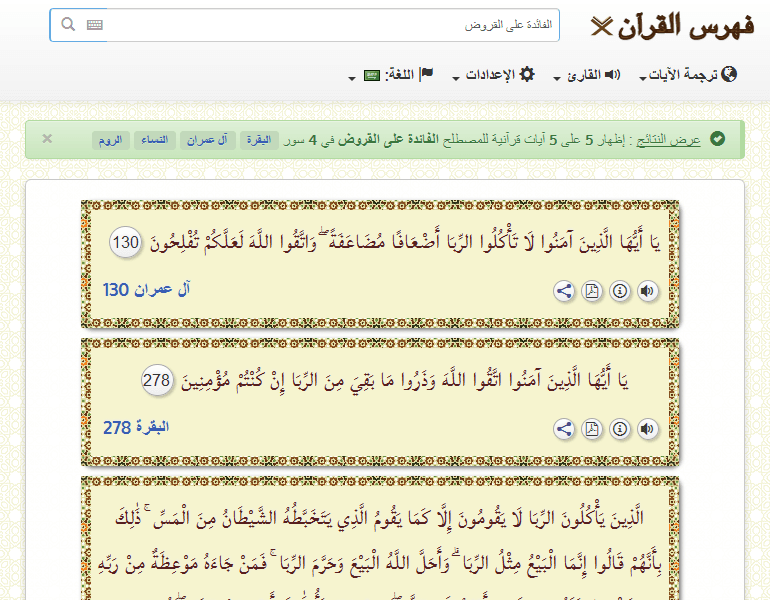 فهرس القرآن
الفائدة على القروض
ترجمة الآيات القارئ الإعدادات اللغة:
عرض النتائج : إظهار 5 على 5 آيات قرآنية للمصطلح الفائدة على القروض في 4 سور البقرة آل عمران النساء الروم
يَا أَيُّهَا الَّذِينَ آمَنُوا لَا تَأْكُلُوا الرِّبَا أَضْعَافًا مُضَاعَفَةً ۖ وَاتَّقُوا اللَّهَ لَعَلَّكُمْ تُفْلِحُونَ 130
آل عمران 130
يَا أَيُّهَا الَّذِينَ آمَنُوا اتَّقُوا اللَّهَ وَذَرُوا مَا بَقِيَ مِنَ الرِّبَا إِنْ كُنْتُمْ مُؤْمِنِينَ 278
البقرة 278
الَّذِينَ يَأْكُلُونَ الرِّبَا لَا يَقُومُونَ إِلَّا كَمَا يَقُومُ الَّذِي يَتَخَبَّطُهُ الشَّيْطَانُ مِنَ الْمَسِّ ۚ ذَٰلِكَ
بِأَنَّهُمْ قَالُوا إِنَّمَا الْبَيْعُ مِثْلُ الرِّبَا ۗ وَأَحَلَّ اللَّهُ الْبَيْعَ وَحَرَّمَ الرِّبَا ۚ فَمَنْ جَاءَهُ مَوْعِظَةٌ مِنْ رَبِّهِ